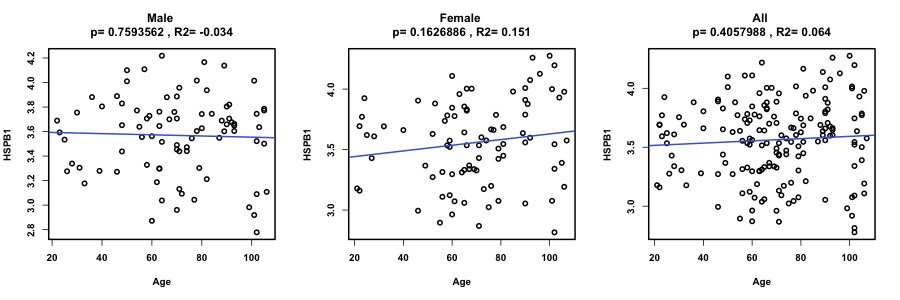 Male
p= 0.7593562 , R2= -0.034
HSPB1
4.2
4.0
3.8
3.6
3.4
3.2
3.0
2.8
20 40 60 80 100
Age
Female
p= 0.1626886 , R2= 0.151
HSPB1
4.0
3.5
3.0
20 40 60 80 100
Age
All
p= 0.4057988 , R2= 0.064
HSPB1
4.0
3.5
3.0
20 40 60 80 100
Age